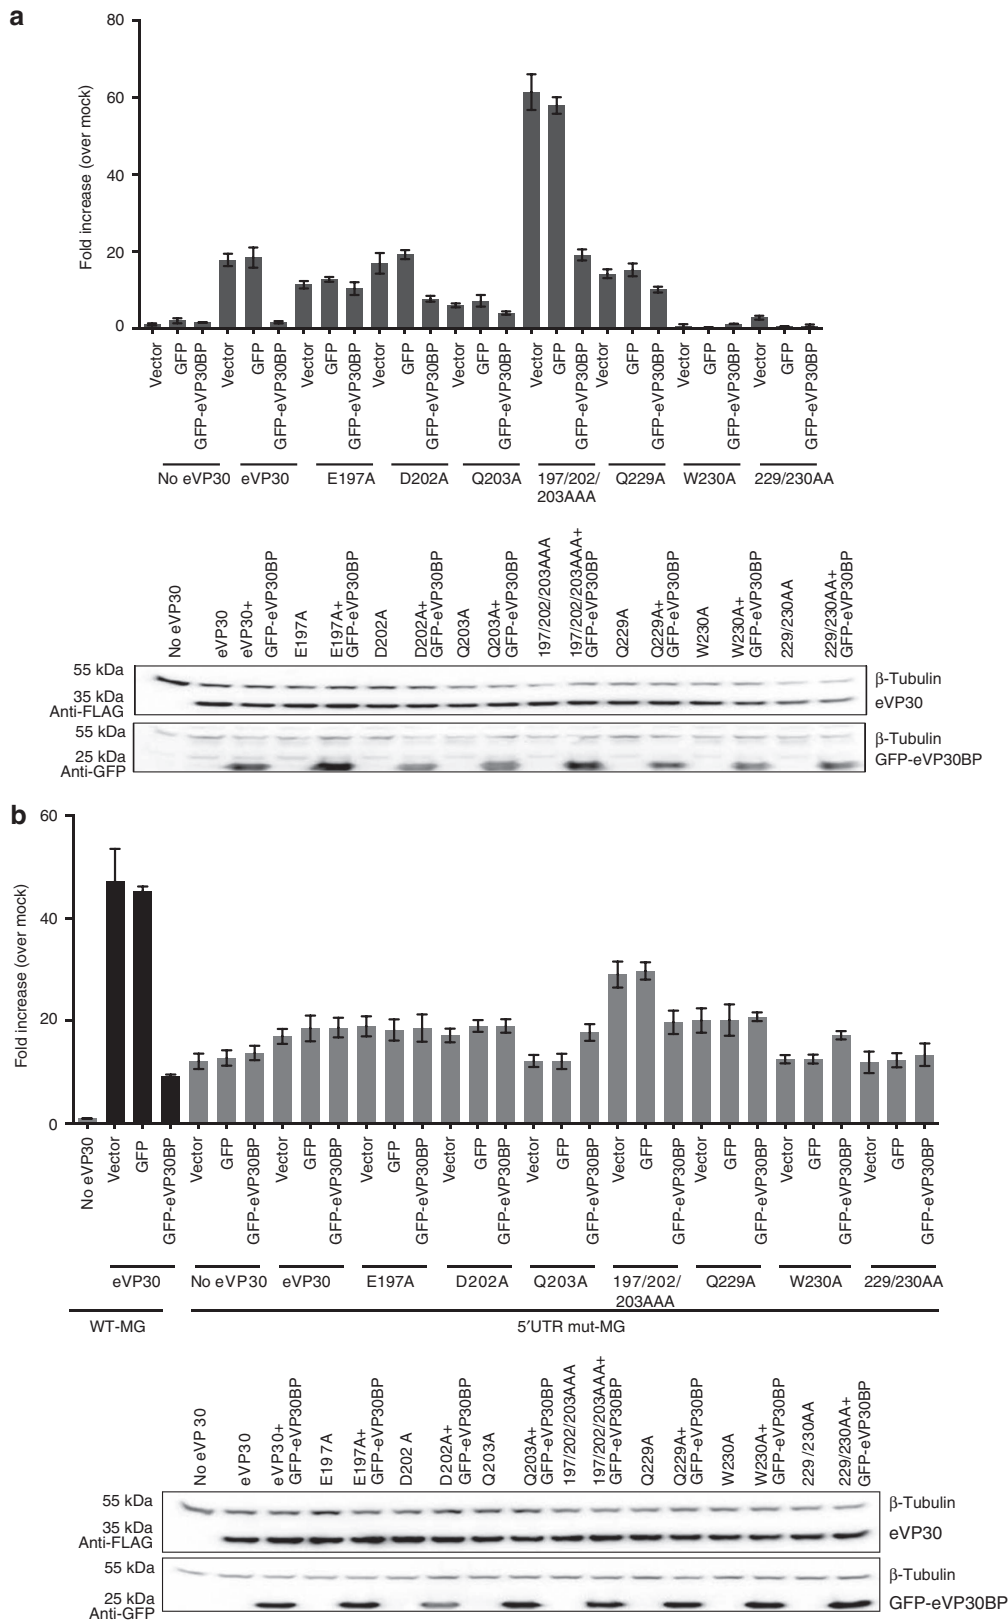 a
80
60
40
20
0
Fold increase (over mock)
Vector
GFP
GFP-eVP30BP
Vector
GFP
GFP-eVP30BP
Vector
GFP
GFP-eVP30BP
Vector
GFP
GFP-eVP30BP
Vector
GFP
GFP-eVP30BP
Vector
GFP
GFP-eVP30BP
Vector
GFP
GFP-eVP30BP
Vector
GFP
GFP-eVP30BP
Vector
GFP
GFP-eVP30BP
No eVP30
eVP30
E197A
D202A
Q203A
197/202/
203AAA
Q229A
W230A
229/230AA
No eVP30
eVP30
eVP30+
GFP-eVP30BP
E197A
E197A+
GFP-eVP30BP
D202A
D202A+
GFP-eVP30BP
Q203A
Q203A+
GFP-eVP30BP
197/202/203AAA
197/202/203AAA+
GFP-eVP30BP
Q229A
Q229A+
GFP-eVP30BP
W230A
W230A+
GFP-eVP30BP
229/230AA
229/230AA+
GFP-eVP30BP
55 kDa
35 kDa
Anti-FLAG
β-Tubulin
eVP30
55 kDa
25 kDa
Anti-GFP
β-Tubulin
GFP-eVP30BP
b
60
40
20
0
Fold increase (over mock)
No eVP30
Vector
GFP
GFP-eVP30BP
Vector
GFP
GFP-eVP30BP
Vector
GFP
GFP-eVP30BP
Vector
GFP
GFP-eVP30BP
Vector
GFP
GFP-eVP30BP
Vector
GFP
GFP-eVP30BP
Vector
GFP
GFP-eVP30BP
Vector
GFP
GFP-eVP30BP
Vector
GFP
GFP-eVP30BP
Vector
GFP
GFP-eVP30BP
eVP30
No eVP30
eVP30
E197A
D202A
Q203A
197/202/
203AAA
Q229A
W230A
229/230AA
WT-MG
5′UTR mut-MG
No eVP 30
eVP30
eVP30+
GFP-eVP30BP
E197A
E197A+
GFP-eVP30BP
D202 A
D202A+
GFP-eVP30BP
Q203A
Q203A+
GFP-eVP30BP
197/202/203AAA
197/202/203AAA+
GFP-eVP30BP
Q229A
Q229A+
GFP-eVP30BP
W230A
W230A+
GFP-eVP30BP
229/230AA
229/230AA+
GFP-eVP30BP
55 kDa
35 kDa
Anti-FLAG
β-Tubulin
eVP30
55 kDa
25 kDa
Anti-GFP
β-Tubulin
GFP-eVP30BP